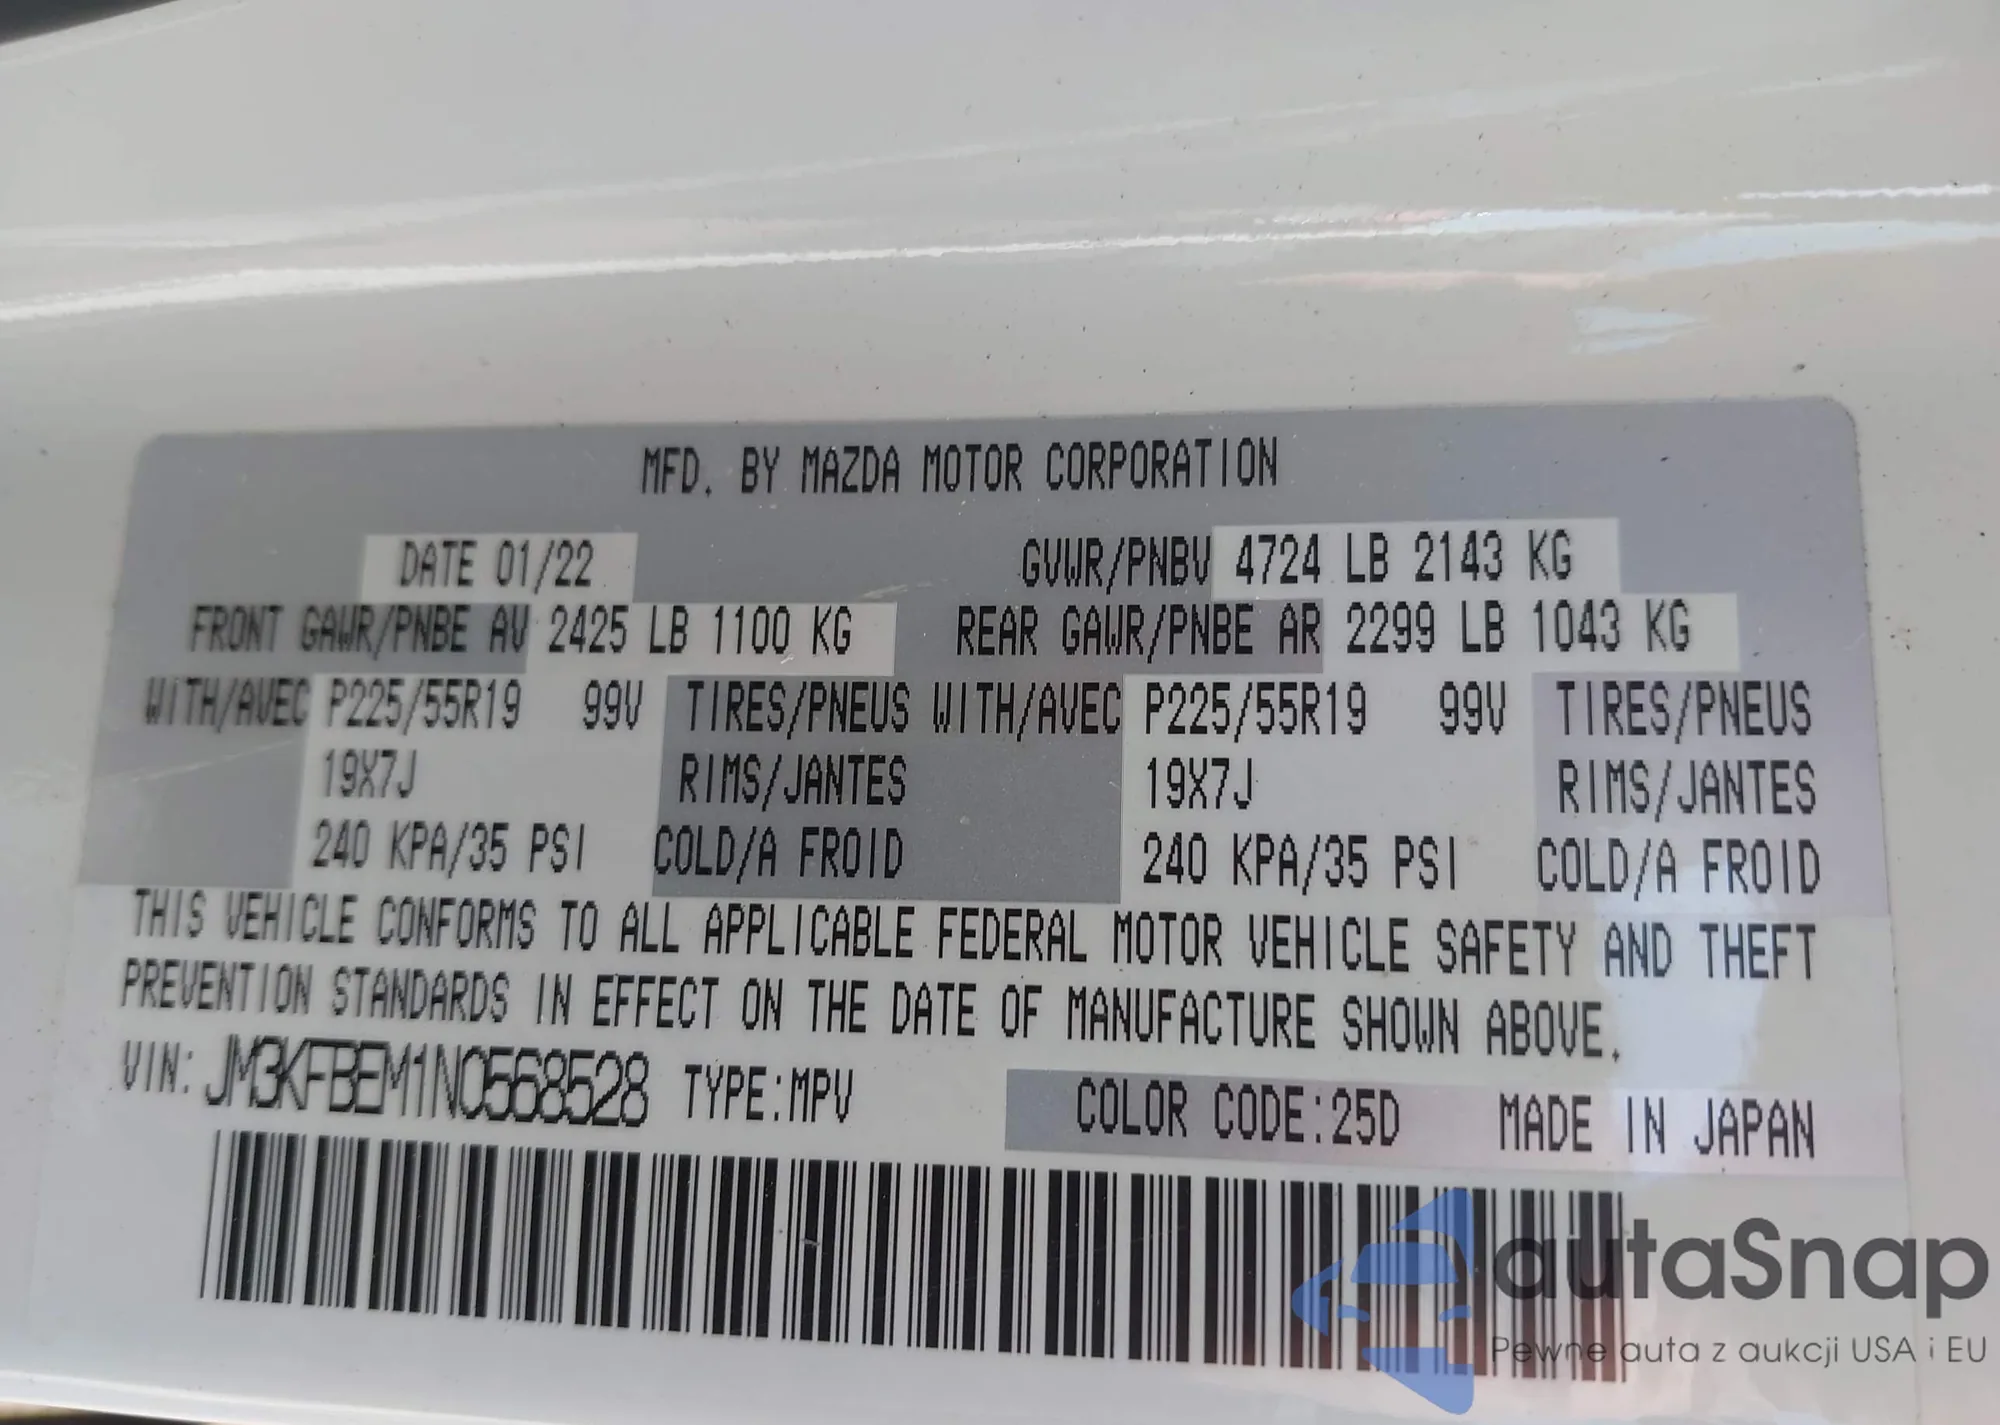 MFD. BY MAZDA MOTOR CORPORATION
DATE 01/22 GVWR/PNBV 4724 LB 2143 KG
FRONT GAWR/PNBE AV 2425 LB 1100 KG REAR GAWR/PNBE AR 2299 LB 1043 KG
WITH/AVEC P225/55R19 99V TIRES/PNEUS WITH/AVEC P225/55R19 99V TIRES/PNEUS
19X7J RIMS/JANTES 19X7J RIMS/JANTES
240 KPA/35 PSI COLD/A FROID 240 KPA/35 PSI COLD/A FROID
THIS VEHICLE CONFORMS TO ALL APPLICABLE FEDERAL MOTOR VEHICLE SAFETY AND THEFT
PREVENTION STANDARDS IN EFFECT ON THE DATE OF MANUFACTURE SHOWN ABOVE.
VIN: JM3KFBEM1N0568528 TYPE:MPV COLOR CODE:25D MADE IN JAPAN
autaSnap
Pewne auta z aukcji USA i EU